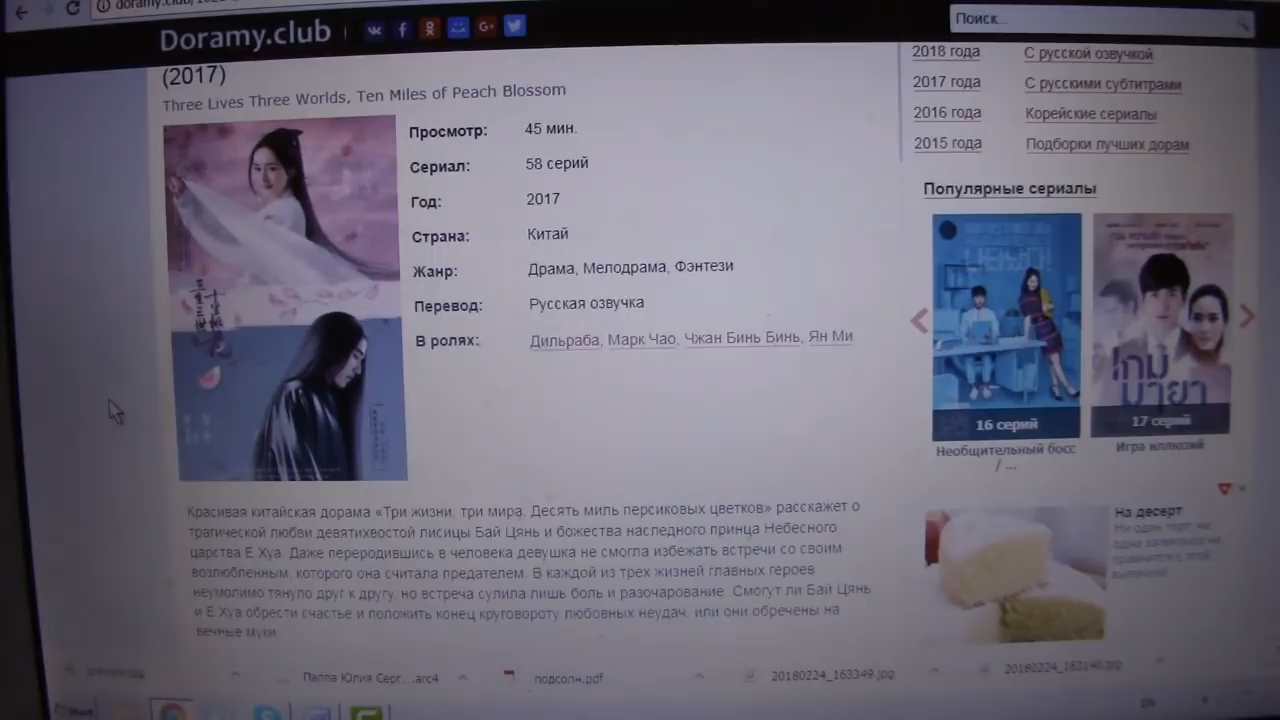 Doramy.club
Поиск...
(2017)
Three Lives Three Worlds, Ten Miles of Peach Blossom
Просмотр: 45 мин.
Сериал: 58 серий
Год: 2017
Страна: Китай
Жанр: Драма, Мелодрама, Фэнтези
Перевод: Русская озвучка
В ролях: Дильраба, Марк Чао, Чжан Бинь Бинь, Ян Ми
2018 года С русской озвучкой
2017 года С русскими субтитрами
2016 года Корейские сериалы
2015 года Подборки лучших дорам
Популярные сериалы
16 серий
17 серий
Необщительный босс
/ ...
Игра иллюзий
Красивая китайская дорама «Три жизни, три мира. Десять миль персиковых цветков» расскажет о
трагической любви девятихвостой лисицы Бай Цянь и божества наследного принца Небесного
царства Е Хуа. Даже переродившись в человека девушка не смогла избежать встречи со своим
возлюбленным, которого она считала предателем. В каждой из трех жизней главных героев
неумолимо тянуло друг к другу, но встреча сулила лишь боль и разочарование. Смогут ли Бай Цянь
и Е Хуа обрести счастье и положить конец круговороту любовных неудач, или они обречены на
вечные муки
На десерт
Папла Юлия Серг... .arc4
подсолн.pdf
20180224_163349.jpg
20180224_163140.jpg